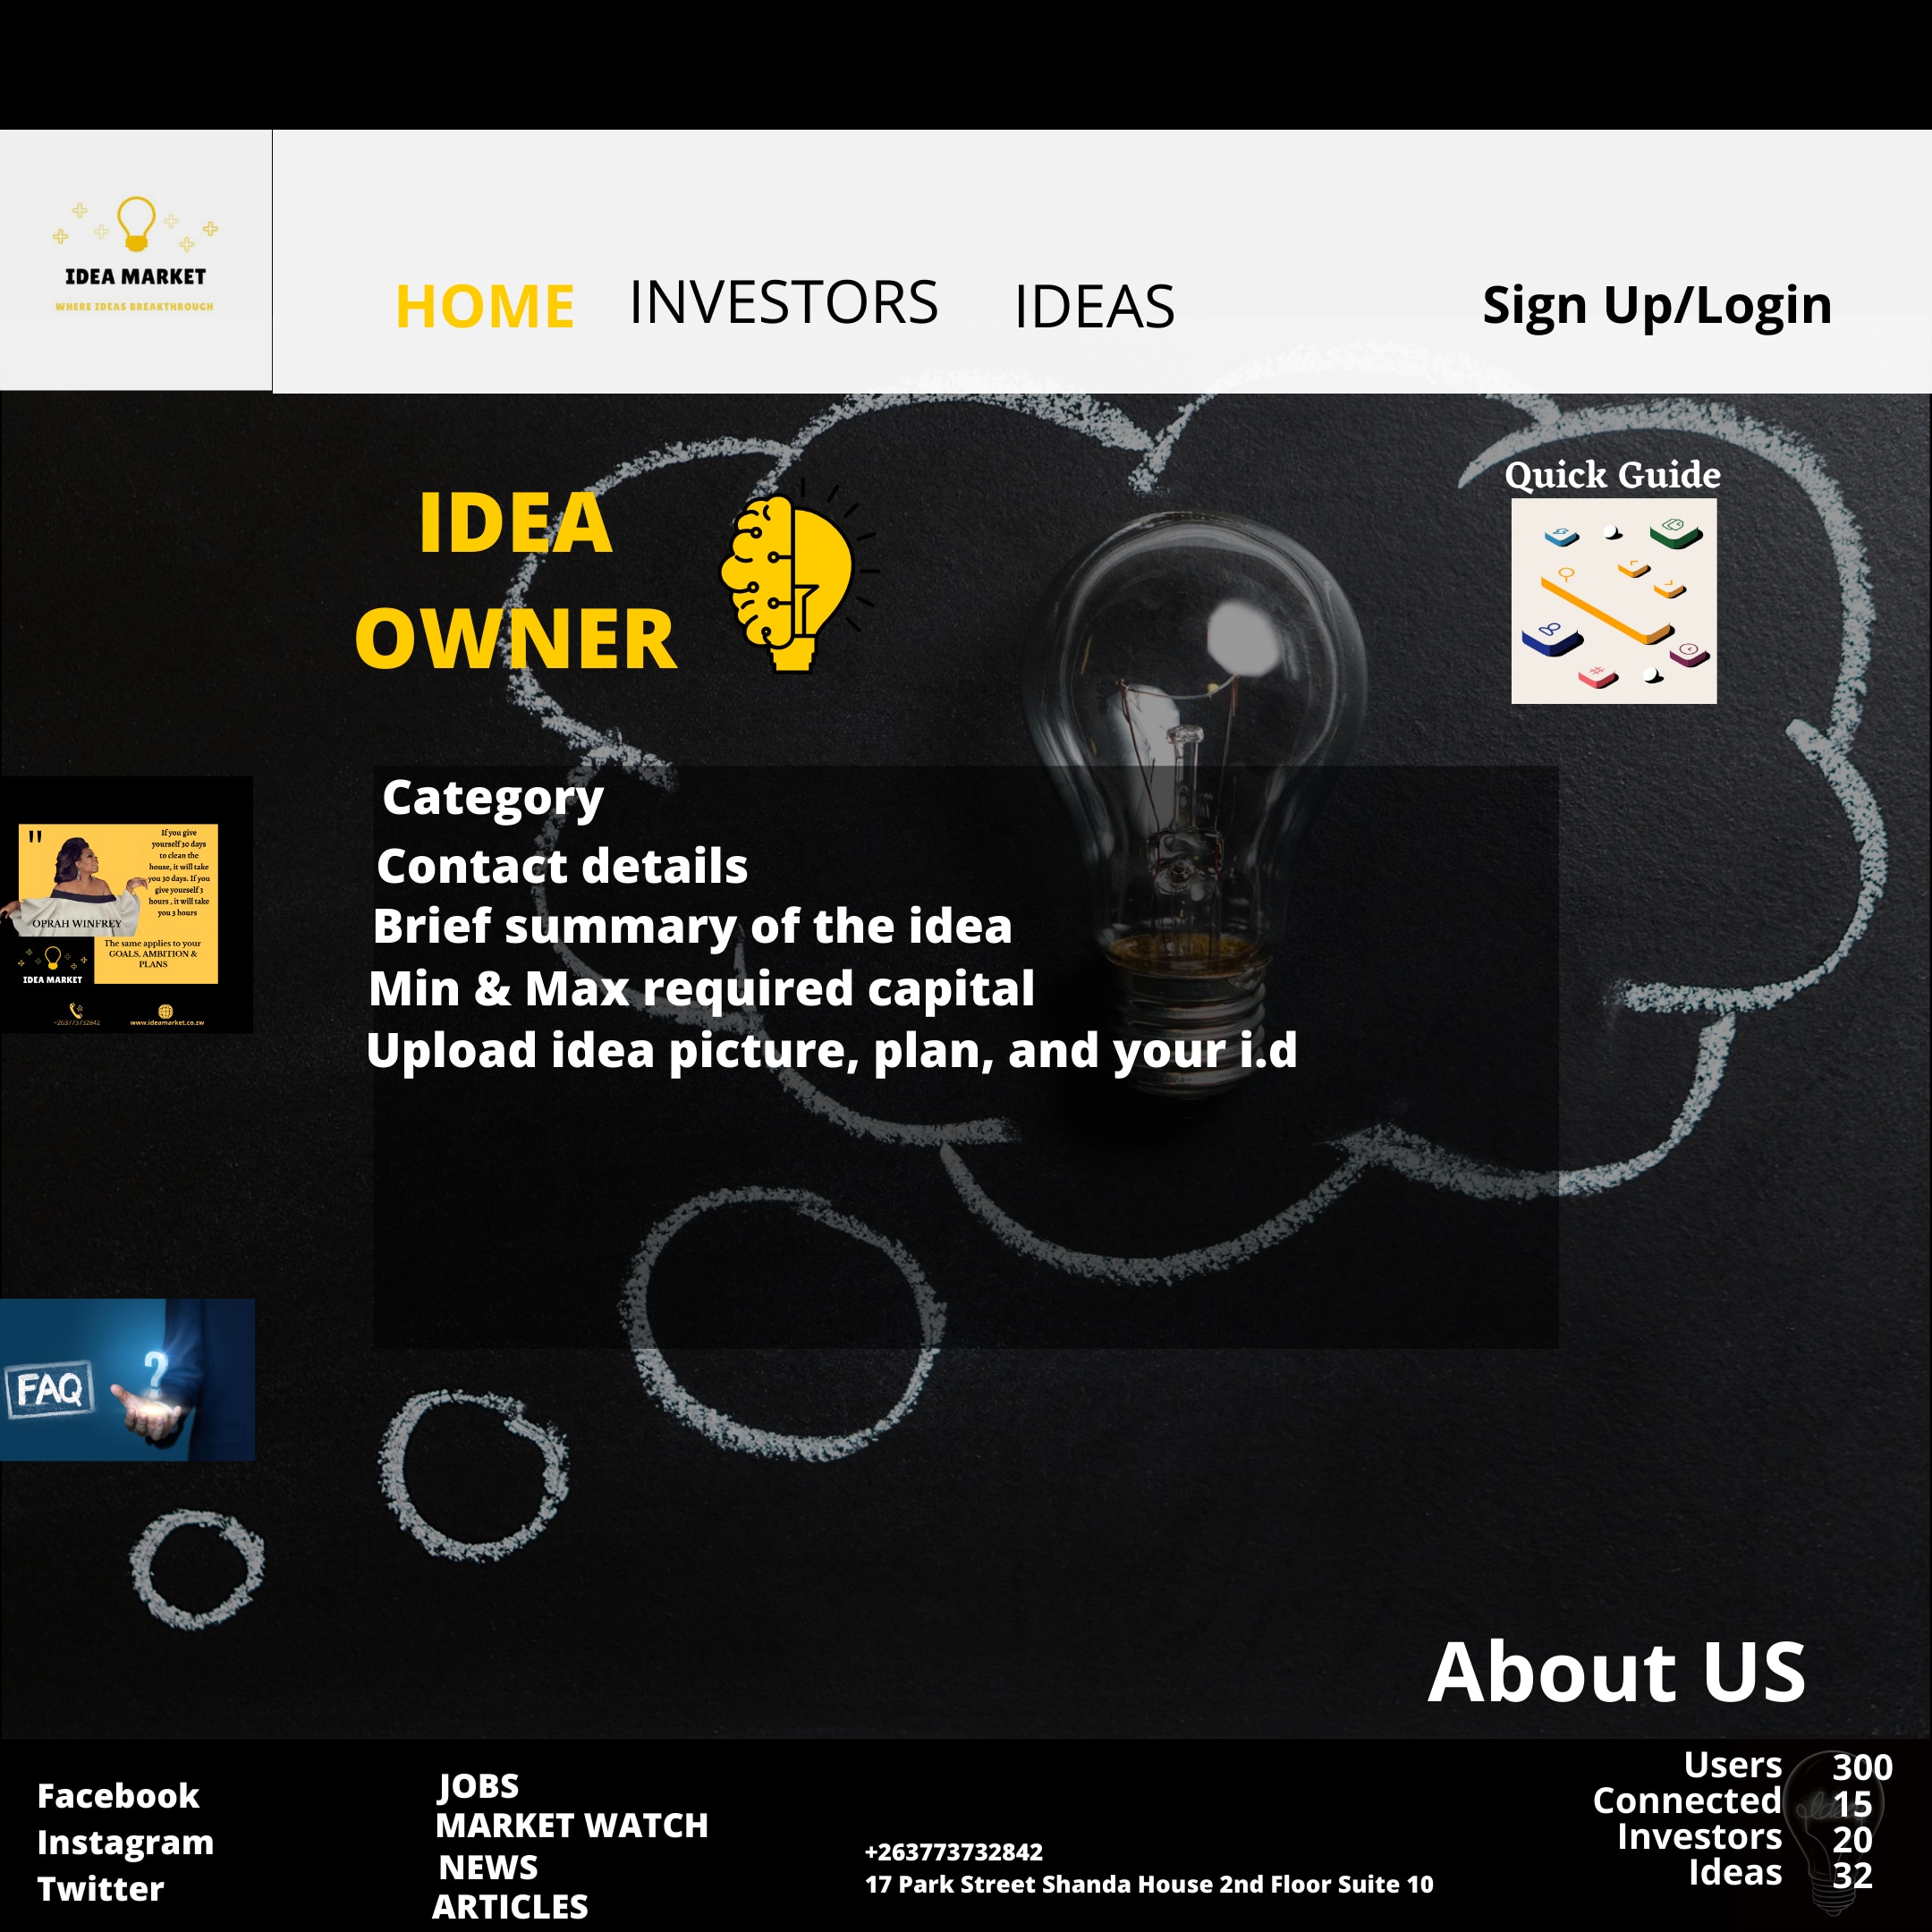 IDEA MARKET
WHERE IDEAS BREAKTHROUGH
HOME INVESTORS IDEAS Sign Up/Login
IDEA
OWNER
Quick Guide
Category
Contact details
Brief summary of the idea
Min & Max required capital
Upload idea picture, plan, and your i.d
"
If you give
yourself 30 days
to clean the
house, it will take
you 30 days. If you
give yourself 3
hours , it will take
you 3 hours
OPRAH WINFREY
The same applies to your
GOALS, AMBITION &
PLANS
IDEA MARKET
+263773732842
www.ideamarket.co.zw
FAQ
?
About US
Facebook
Instagram
Twitter
JOBS
MARKET WATCH
NEWS
ARTICLES
+263773732842
17 Park Street Shanda House 2nd Floor Suite 10
Users 300
Connected 15
Investors 20
Ideas 32